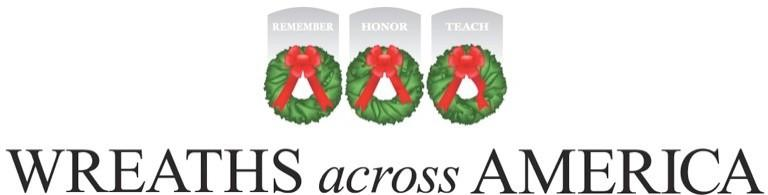 REMEMBER HONOR TEACH
WREATHS across AMERICA